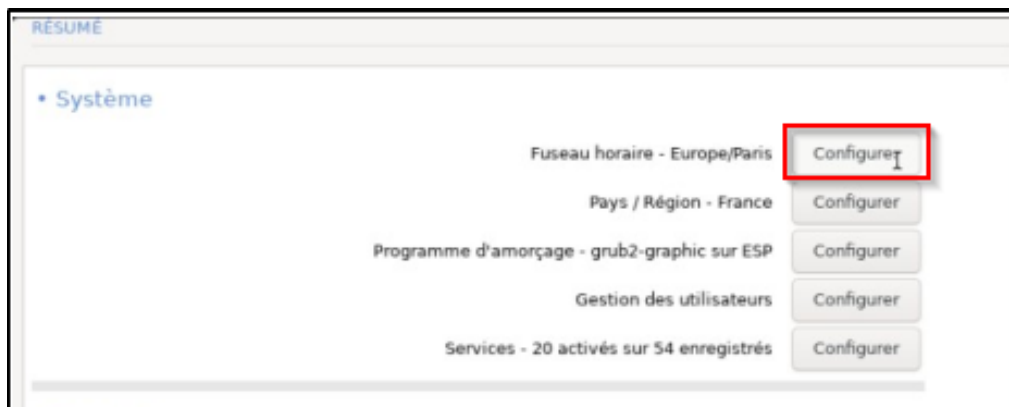 RÉSUMÉ
• Système
Fuseau horaire - Europe/Paris Configurer
Pays / Région - France Configurer
Programme d'amorçage - grub2-graphic sur ESP Configurer
Gestion des utilisateurs Configurer
Services - 20 activés sur 54 enregistrés Configurer